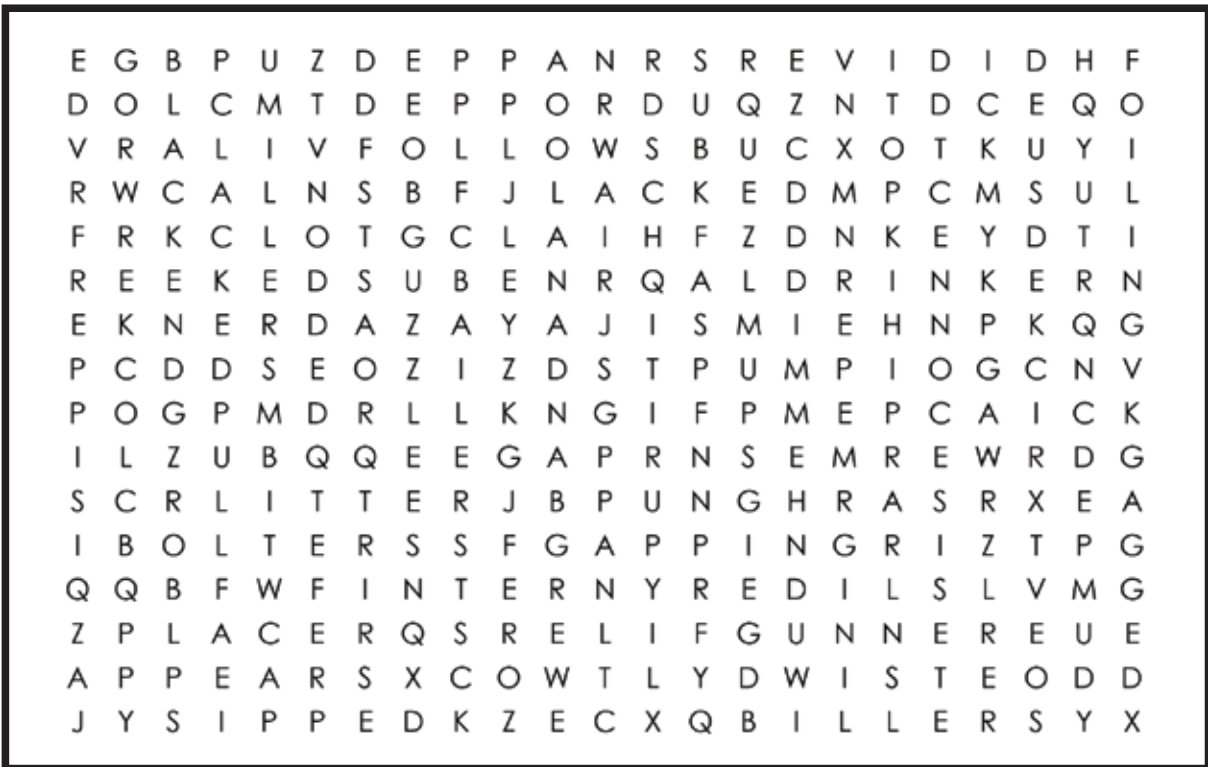 E G B P U Z D E P P A N R S R E V I D I D H F
D O L C M T D E P P O R D U Q Z N T D C E Q O
V R A L I V F O L L O W S B U C X O T K U Y I
R W C A L N S B F J L A C K E D M P C M S U L
F R K C L O T G C L A I H F Z D N K E Y D T I
R E E K E D S U B E N R Q A L D R I N K E R N
E K N E R D A Z A Y A J I S M I E H N P K Q G
P C D D S E O Z I Z D S T P U M P I O G C N V
P O G P M D R L L K N G I F P M E P C A I C K
I L Z U B Q Q E E G A P R N S E M R E W R D G
S C R L I T T E R J B P U N G H R A S R X E A
I B O L T E R S S F G A P P I N G R I Z T P G
Q Q B F W F I N T E R N Y R E D I L S L V M G
Z P L A C E R Q S R E L I F G U N N E R E U E
A P P E A R S X C O W T L Y D W I S T E O D D
J Y S I P P E D K Z E C X Q B I L L E R S Y X